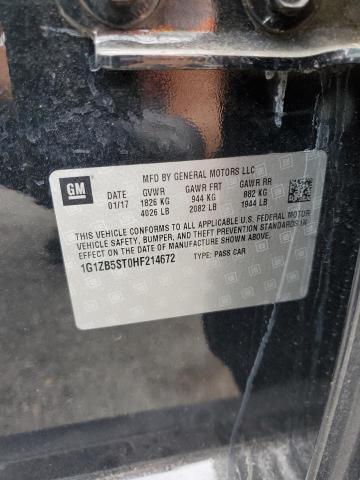 GM
MFD BY GENERAL MOTORS LLC
DATE GVWR GAWR FRT GAWR RR
01/17 1826 KG 944 KG 882 KG
4026 LB 2082 LB 1944 LB
THIS VEHICLE CONFORMS TO ALL APPLICABLE U.S. FEDERAL MOTOR
VEHICLE SAFETY, BUMPER, AND THEFT PREVENTION STANDARDS IN
EFFECT ON THE DATE OF MANUFACTURE SHOWN ABOVE.
1G1ZB5ST0HF214672 TYPE: PASS CAR